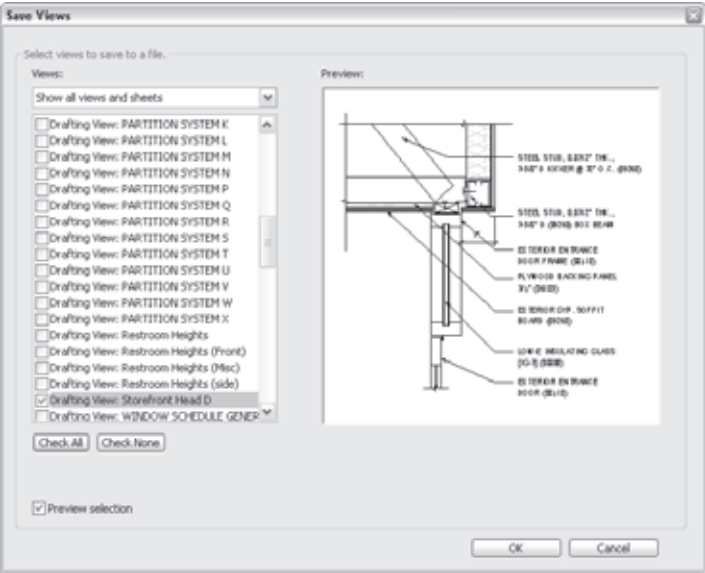 Save Views
Select views to save to a file.
Views:
Show all views and sheets
Drafting View: PARTITION SYSTEM K
Drafting View: PARTITION SYSTEM L
Drafting View: PARTITION SYSTEM M
Drafting View: PARTITION SYSTEM N
Drafting View: PARTITION SYSTEM P
Drafting View: PARTITION SYSTEM Q
Drafting View: PARTITION SYSTEM R
Drafting View: PARTITION SYSTEM S
Drafting View: PARTITION SYSTEM T
Drafting View: PARTITION SYSTEM U
Drafting View: PARTITION SYSTEM V
Drafting View: PARTITION SYSTEM W
Drafting View: PARTITION SYSTEM X
Drafting View: Restroom Heights
Drafting View: Restroom Heights (Front)
Drafting View: Restroom Heights (Misc)
Drafting View: Restroom Heights (side)
Drafting View: Storefront Head D
Drafting View: WINDOW SCHEDULE GENER
Check All
Check None
Preview selection
Preview:
STEEL STUD, THK.,
KICKER @ O.C.
STEEL STUD, THK.,
BOX BEAM
EXTERIOR ENTRANCE
DOOR FRAME
PLYWOOD BACKING PANEL
EXTERIOR GYP. SOFFIT
BOARD
LOW-E INSULATING GLASS
EXTERIOR ENTRANCE
DOOR
OK
Cancel